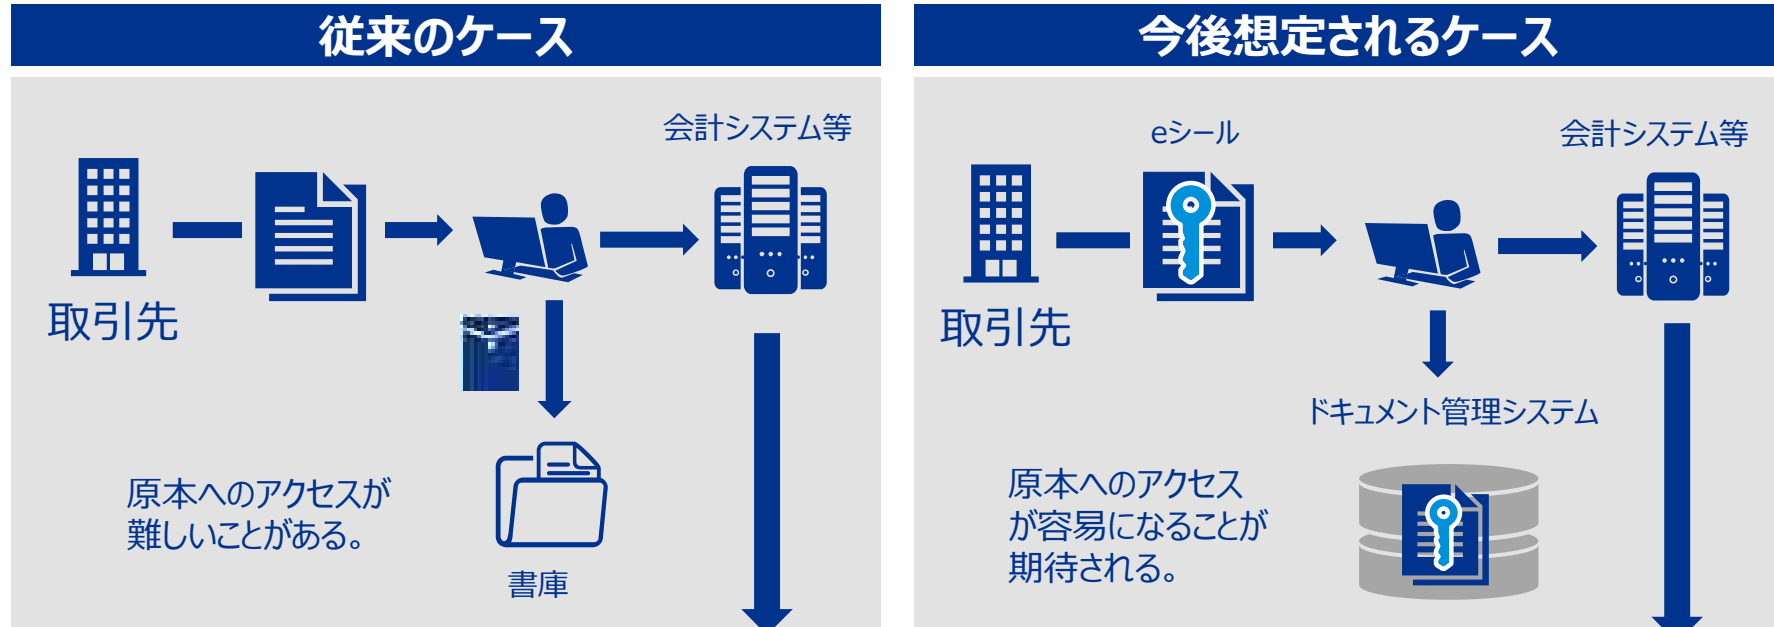 従来のケース
会計システム等
取引先
原本へのアクセスが
難しいことがある。
書庫
今後想定されるケース
eシール
会計システム等
取引先
ドキュメント管理システム
原本へのアクセス
が容易になることが
期待される。